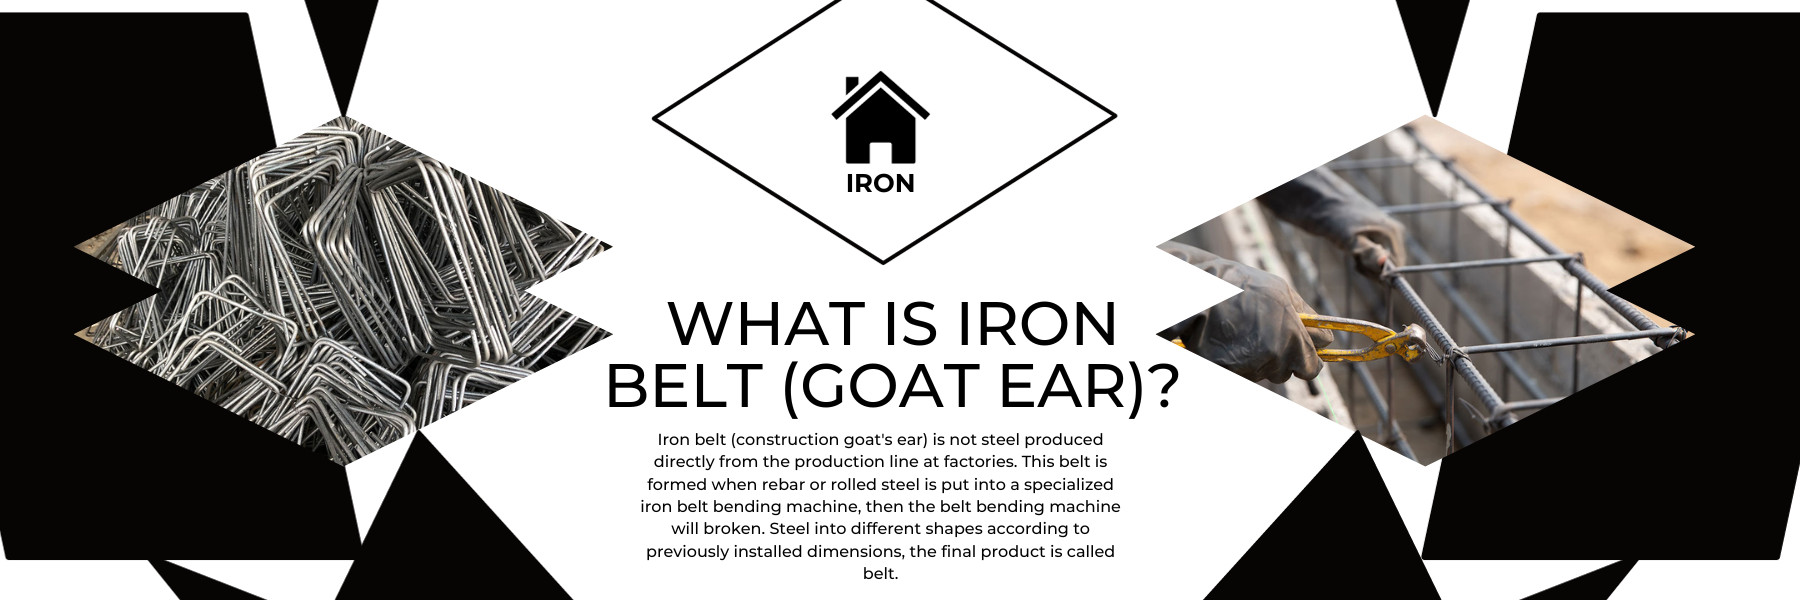 IRON
WHAT IS IRON
BELT (GOAT EAR)?
Iron belt (construction goat's ear) is not steel produced
directly from the production line at factories. This belt is
formed when rebar or rolled steel is put into a specialized
iron belt bending machine, then the belt bending machine
will broken. Steel into different shapes according to
previously installed dimensions, the final product is called
belt.